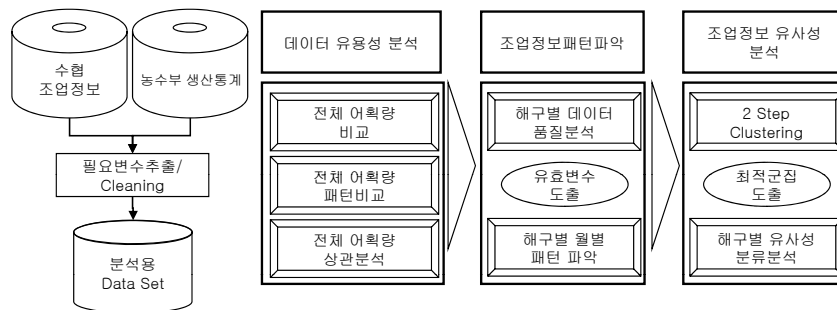 수협
조업정보
농수부 생산통계
필요변수추출/
Cleaning
분석용
Data Set
데이터 유용성 분석
전체 어획량
비교
전체 어획량
패턴비교
전체 어획량
상관분석
조업정보패턴파악
해구별 데이터
품질분석
유효변수
도출
해구별 월별
패턴 파악
조업정보 유사성
분석
2 Step
Clustering
최적군집
도출
해구별 유사성
분류분석